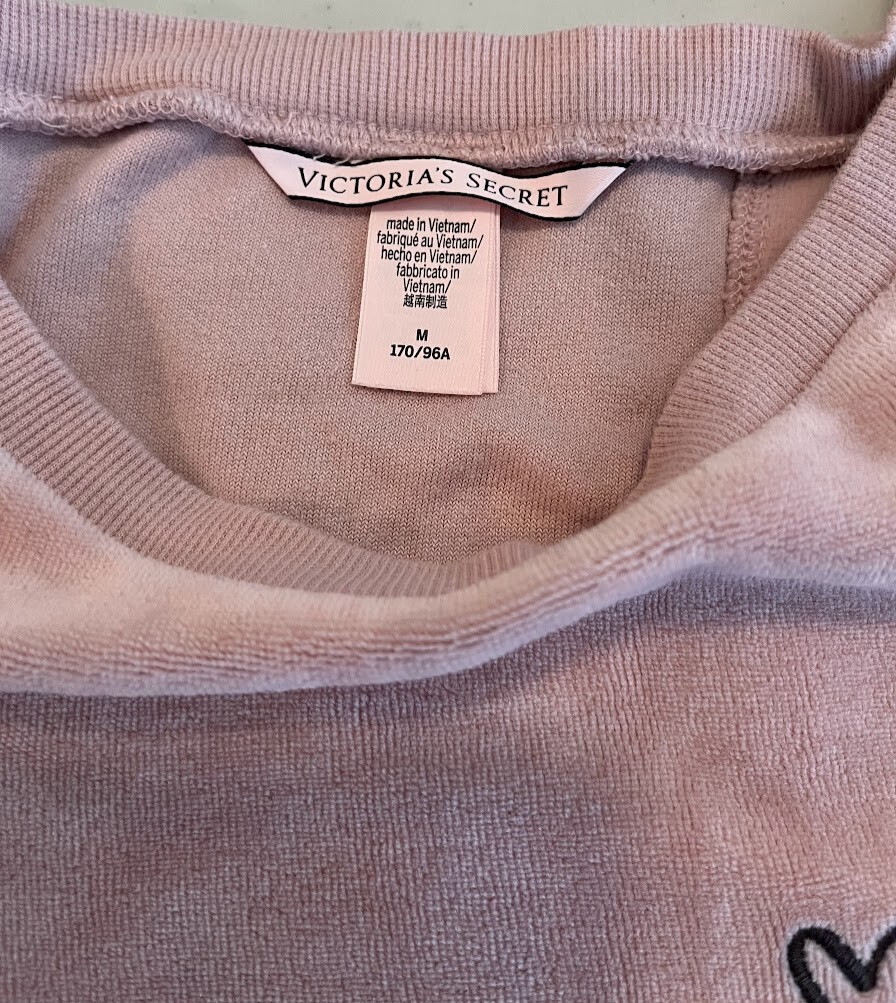 VICTORIA'S SECRET
made in Vietnam/
fabriqué au Vietnam/
hecho en Vietnam/
fabbricato in
Vietnam/
越南制造
M
170/96A